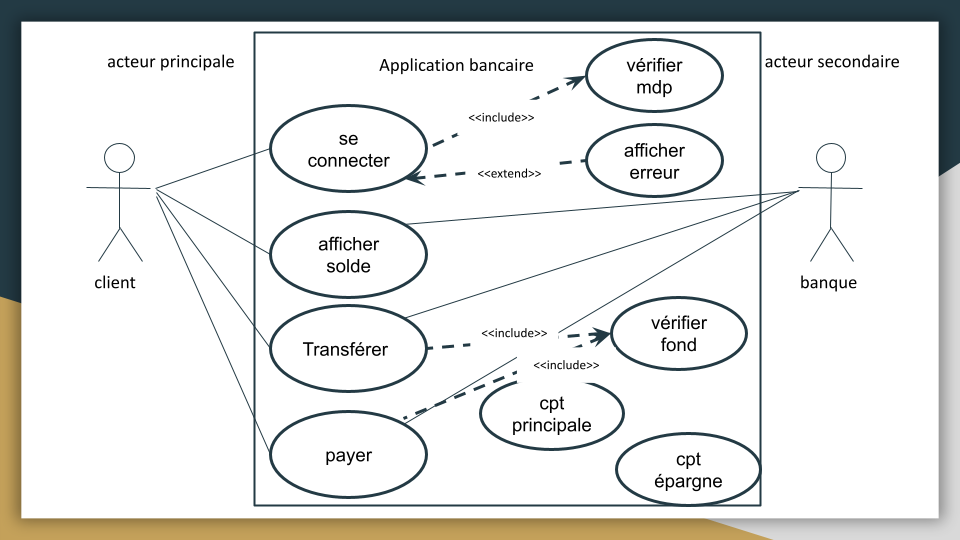 acteur principale
Application bancaire
acteur secondaire
vérifier
mdp
<<include>>
se
connecter
afficher
erreur
<<extend>>
afficher
solde
client
banque
Transférer
<<include>>
vérifier
fond
<<include>>
cpt
principale
payer
cpt
épargne